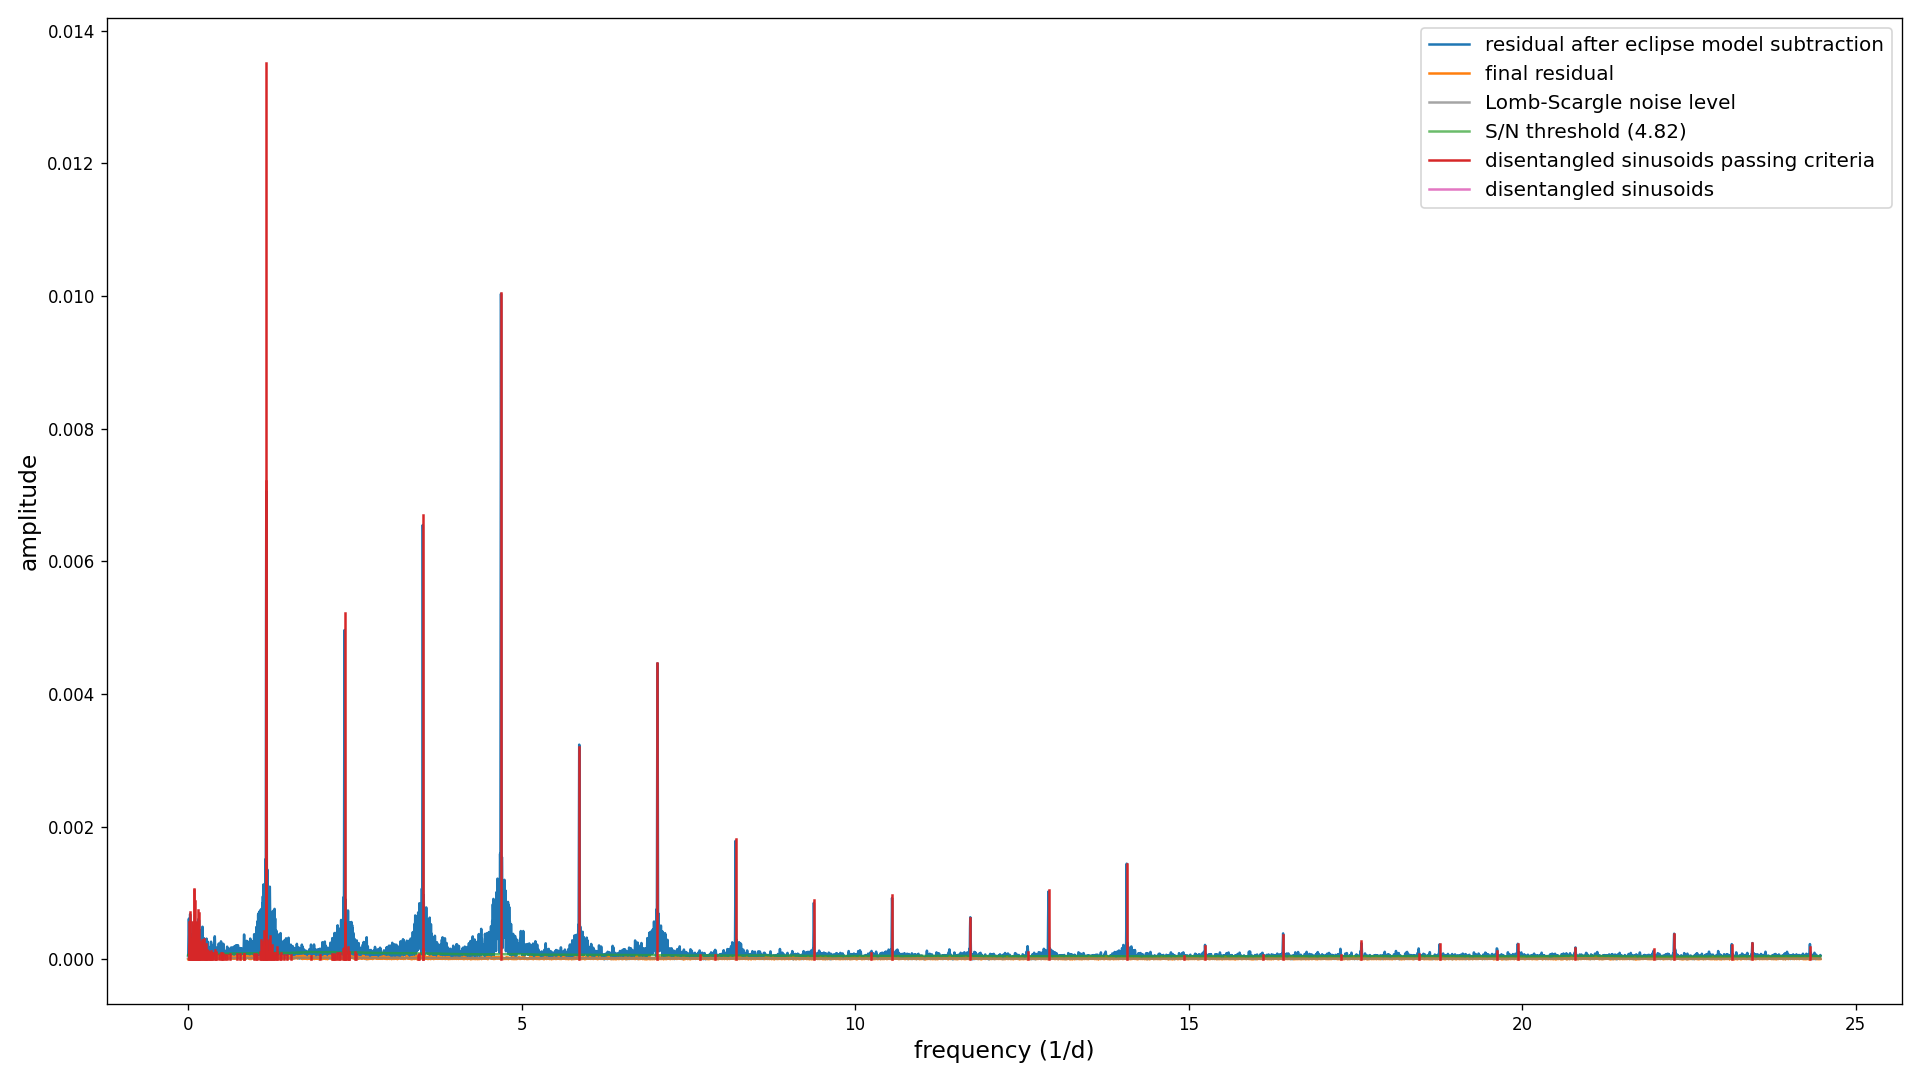 0.014
0.012
0.010
0.008
0.006
0.004
0.002
0.000
amplitude
0
5
10
15
20
25
frequency (1/d)
residual after eclipse model subtraction
final residual
Lomb-Scargle noise level
S/N threshold (4.82)
disentangled sinusoids passing criteria
disentangled sinusoids